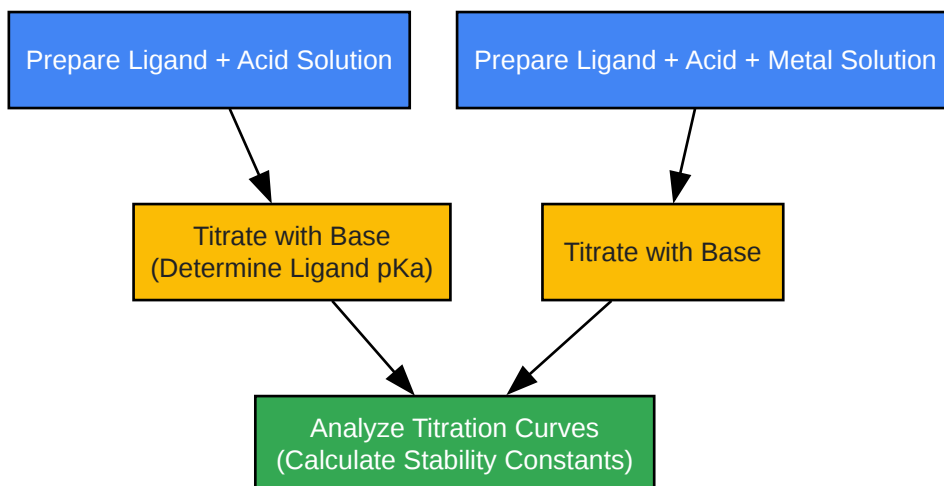 Prepare Ligand + Acid Solution
Prepare Ligand + Acid + Metal Solution
Titrate with Base
(Determine Ligand pKa)
Titrate with Base
Analyze Titration Curves
(Calculate Stability Constants)